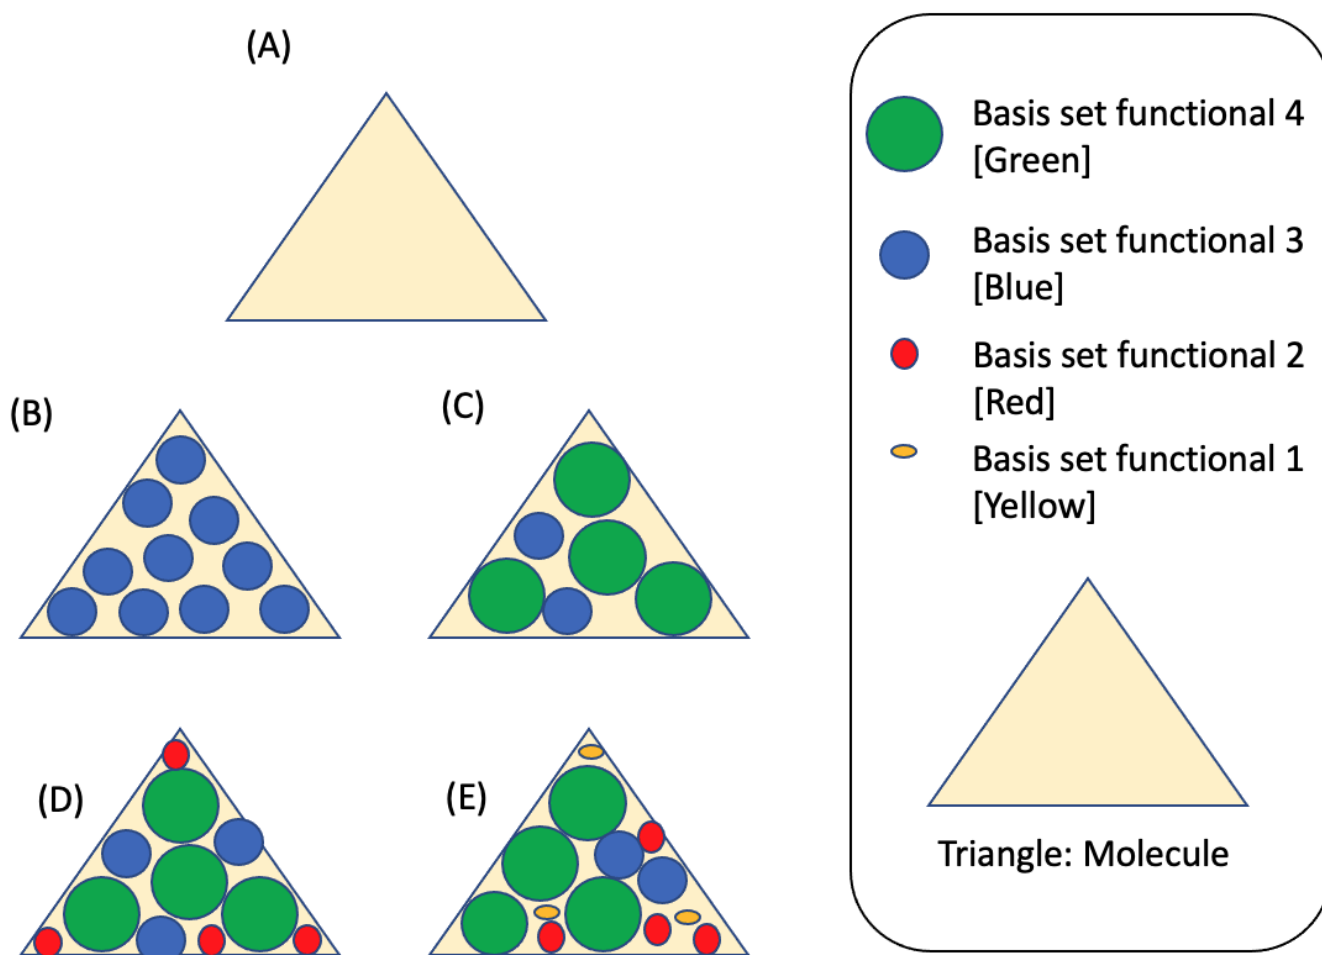 (A)
(B)
(C)
(D)
(E)
Basis set functional 4
[Green]
Basis set functional 3
[Blue]
Basis set functional 2
[Red]
Basis set functional 1
[Yellow]
Triangle: Molecule